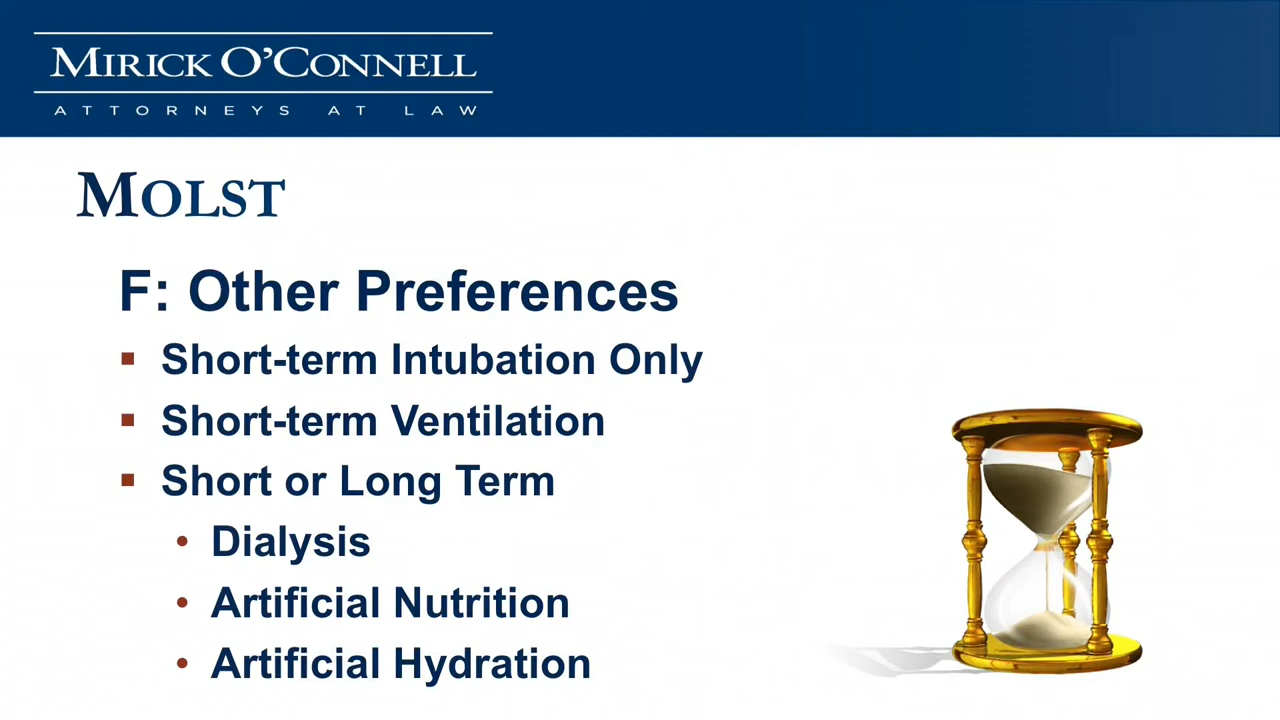 MIRICK O'CONNELL
ATTORNEYS AT LAW
MOLST
F: Other Preferences
▪ Short-term Intubation Only
▪ Short-term Ventilation
▪ Short or Long Term
• Dialysis
• Artificial Nutrition
• Artificial Hydration